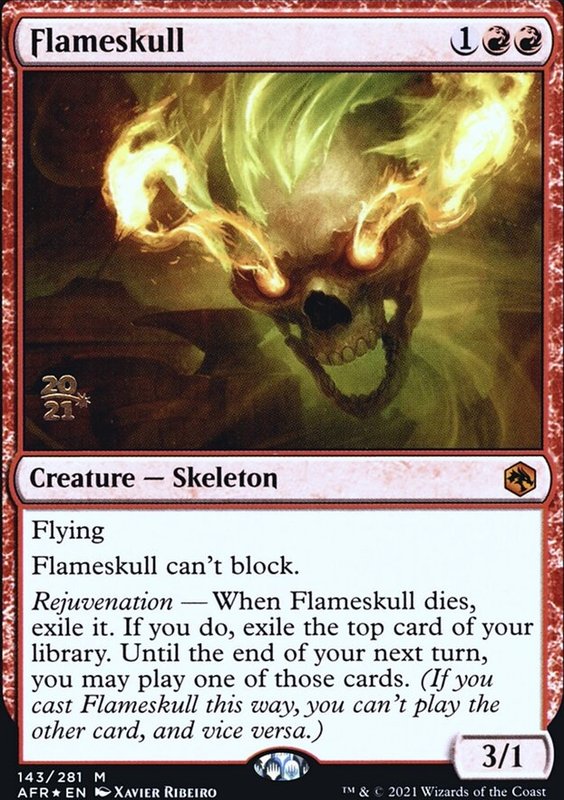 Flameskull 1
20
21
Creature — Skeleton
Flying
Flameskull can't block.
Rejuvenation — When Flameskull dies,
exile it. If you do, exile the top card of your
library. Until the end of your next turn,
you may play one of those cards. (If you
cast Flameskull this way, you can't play the
other card, and vice versa.)
3/1
143/281 M
AFR★EN Xavier Ribeiro
™ & © 2021 Wizards of the Coast